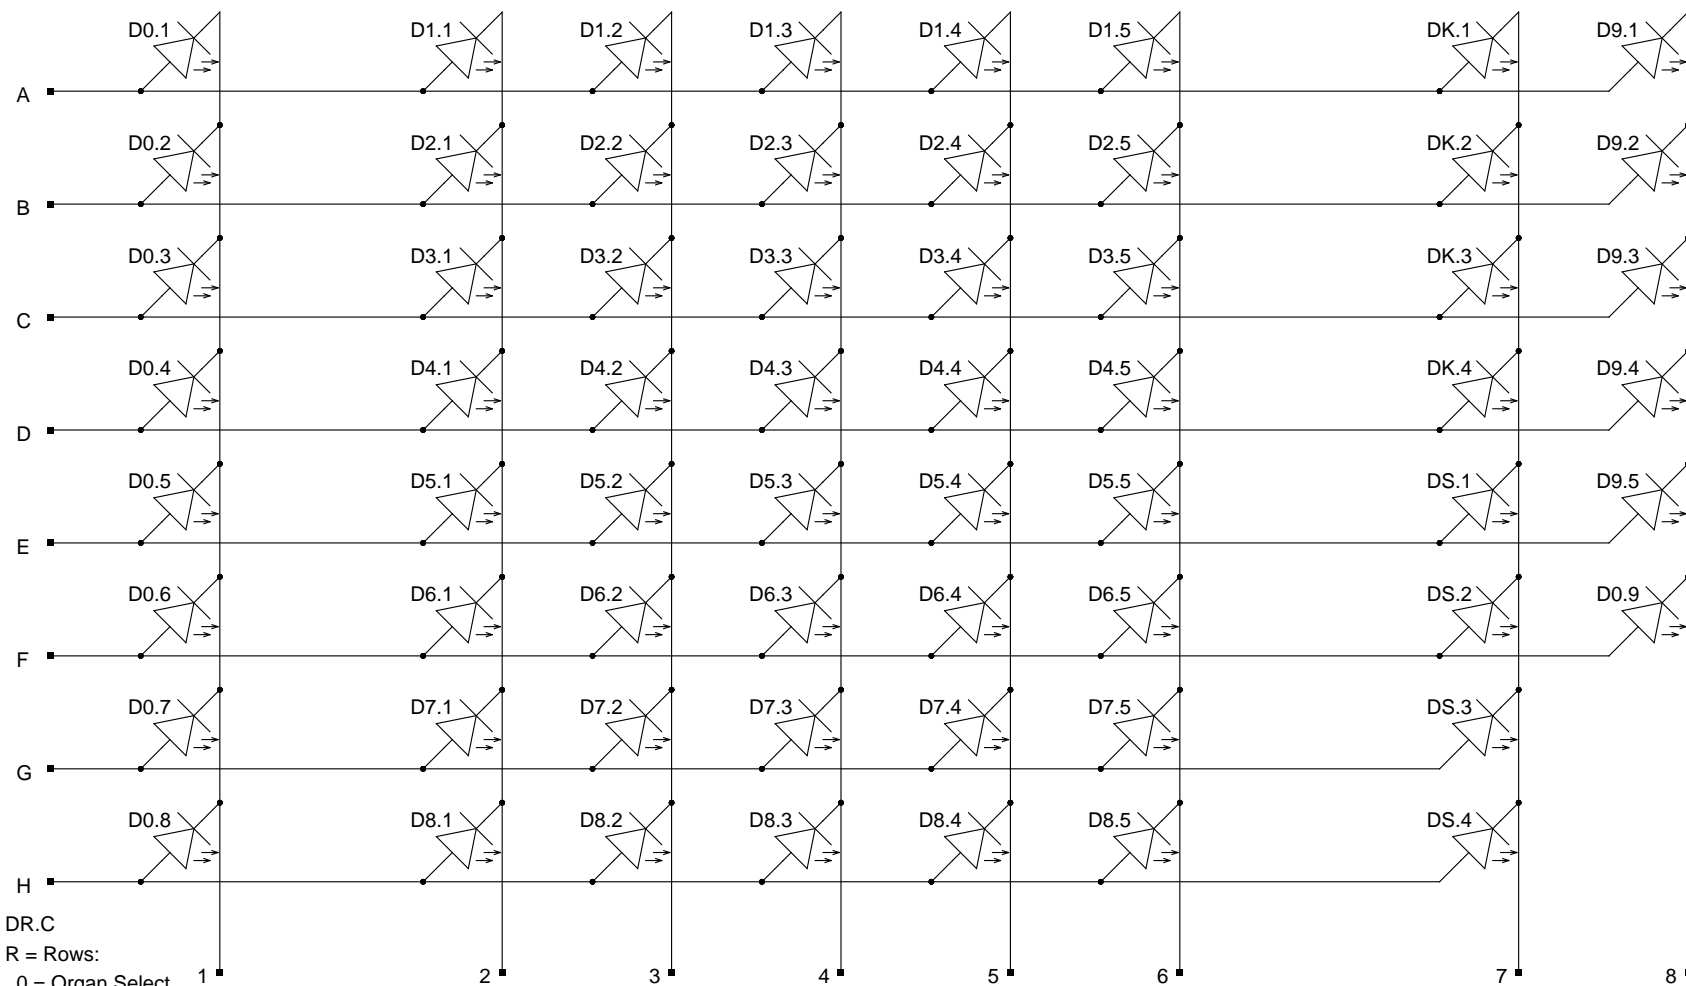 D0.1 D1.1 D1.2 D1.3 D1.4 D1.5 DK.1 D9.1
A
D0.2 D2.1 D2.2 D2.3 D2.4 D2.5 DK.2 D9.2
B
D0.3 D3.1 D3.2 D3.3 D3.4 D3.5 DK.3 D9.3
C
D0.4 D4.1 D4.2 D4.3 D4.4 D4.5 DK.4 D9.4
D
D0.5 D5.1 D5.2 D5.3 D5.4 D5.5 DS.1 D9.5
E
D0.6 D6.1 D6.2 D6.3 D6.4 D6.5 DS.2 D0.9
F
D0.7 D7.1 D7.2 D7.3 D7.4 D7.5 DS.3
G
D0.8 D8.1 D8.2 D8.3 D8.4 D8.5 DS.4
H
DR.C
R = Rows:
0 = Organ Select
1 2 3 4 5 6 7 8